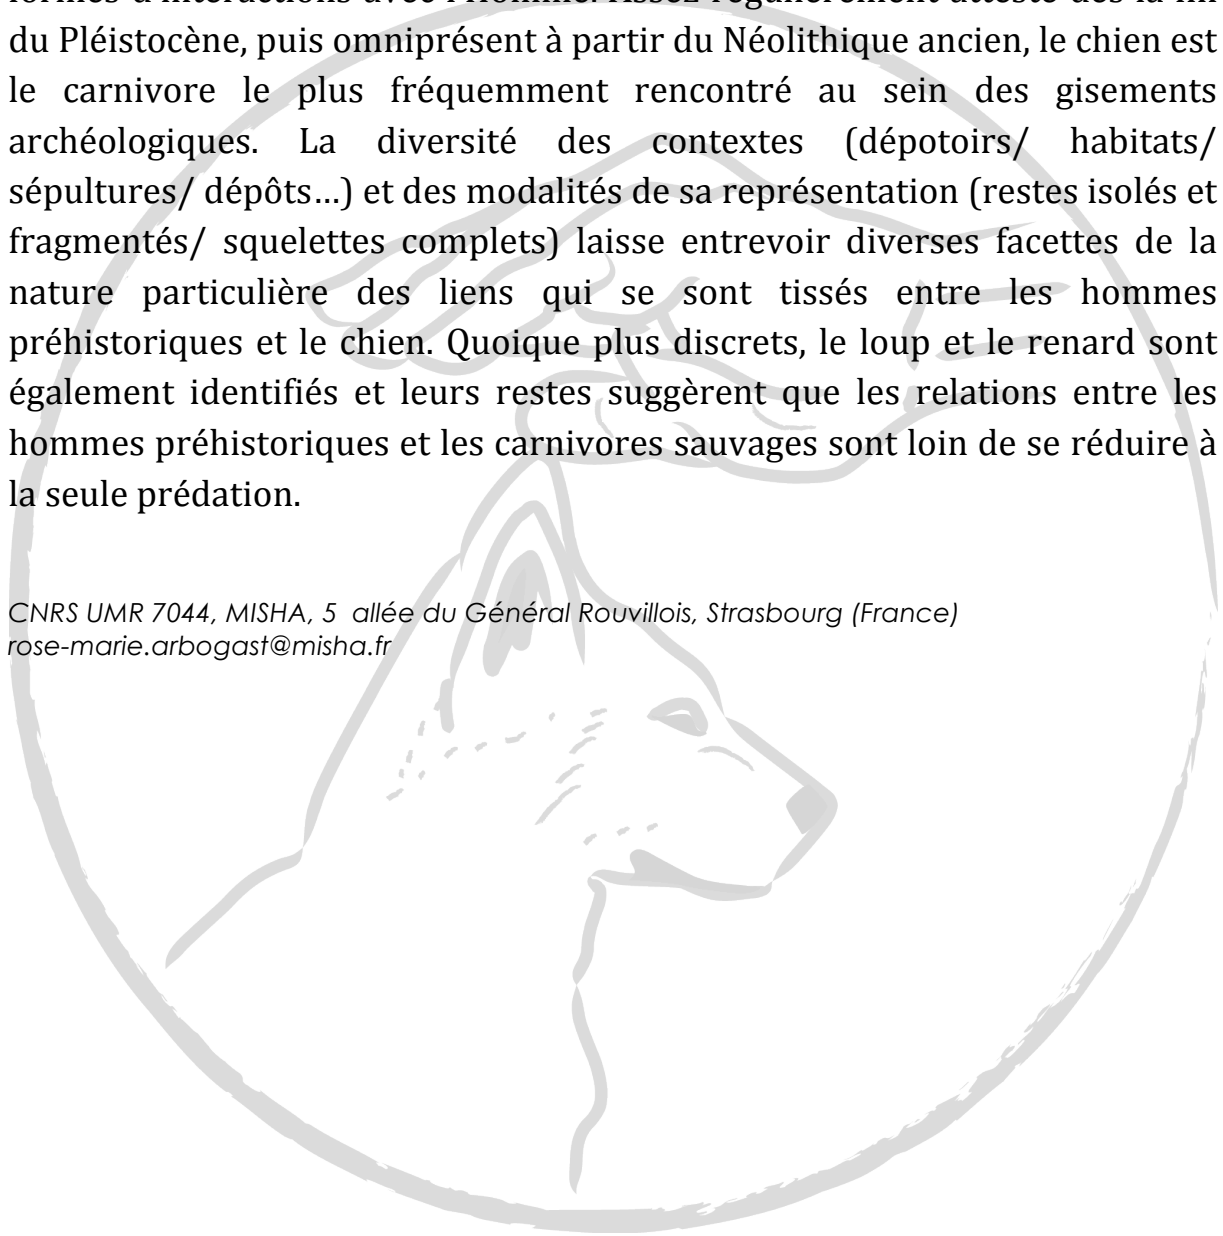 du Pléistocène, puis omniprésent à partir du Néolithique ancien, le chien est
le carnivore le plus fréquemment rencontré au sein des gisements
archéologiques. La diversité des contextes (dépotoirs/ habitats/
sépultures/ dépôts…) et des modalités de sa représentation (restes isolés et
fragmentés/ squelettes complets) laisse entrevoir diverses facettes de la
nature particulière des liens qui se sont tissés entre les hommes
préhistoriques et le chien. Quoique plus discrets, le loup et le renard sont
également identifiés et leurs restes suggèrent que les relations entre les
hommes préhistoriques et les carnivores sauvages sont loin de se réduire à
la seule prédation.
CNRS UMR 7044, MISHA, 5 allée du Général Rouvillois, Strasbourg (France)
rose-marie.arbogast@misha.fr